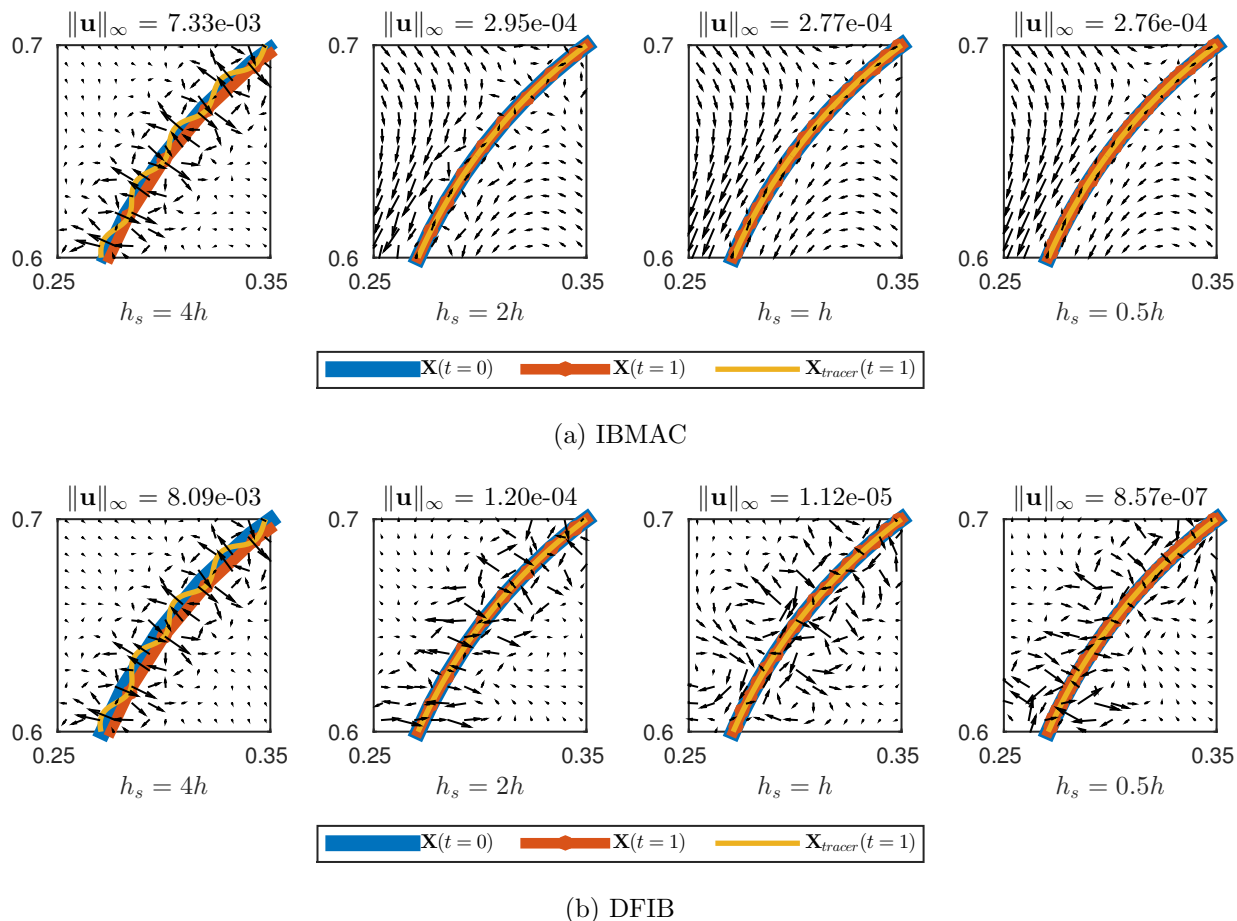 ‖u‖∞ = 7.33e-03 ‖u‖∞ = 2.95e-04 ‖u‖∞ = 2.77e-04 ‖u‖∞ = 2.76e-04
0.7 0.7 0.7 0.7
0.6 0.6 0.6 0.6
0.25 0.35 0.25 0.35 0.25 0.35 0.25 0.35
hs = 4h hs = 2h hs = h hs = 0.5h
X(t = 0) X(t = 1) Xtracer(t = 1)
(a) IBMAC
‖u‖∞ = 8.09e-03 ‖u‖∞ = 1.20e-04 ‖u‖∞ = 1.12e-05 ‖u‖∞ = 8.57e-07
0.7 0.7 0.7 0.7
0.6 0.6 0.6 0.6
0.25 0.35 0.25 0.35 0.25 0.35 0.25 0.35
hs = 4h hs = 2h hs = h hs = 0.5h
X(t = 0) X(t = 1) Xtracer(t = 1)
(b) DFIB